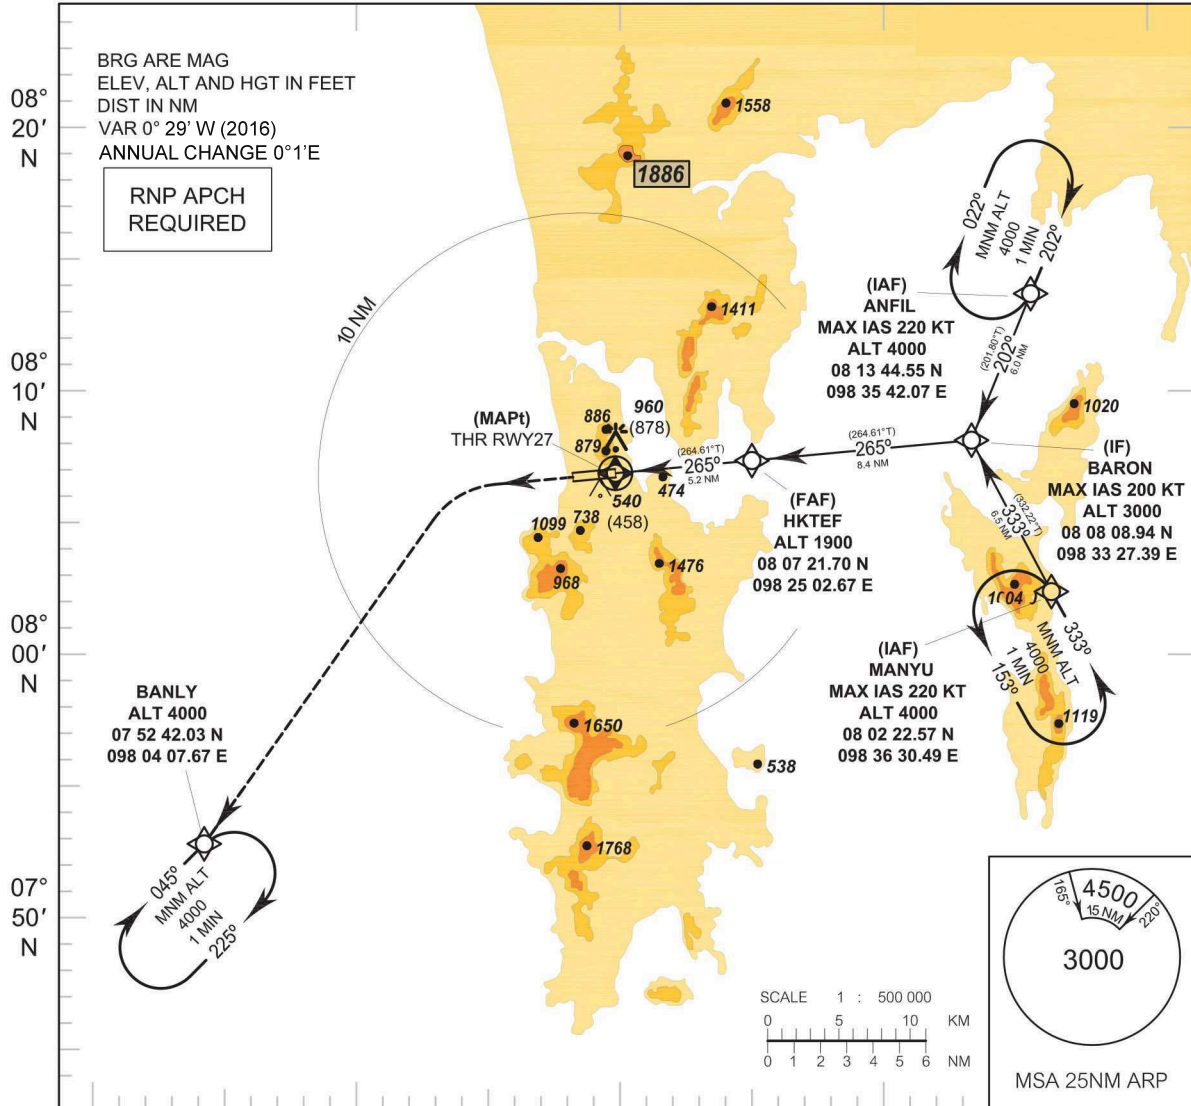 BRG ARE MAG
ELEV, ALT AND HGT IN FEET
DIST IN NM
VAR 0° 29' W (2016)
ANNUAL CHANGE 0°1'E
RNP APCH
REQUIRED
08°
20'
N
08°
10'
N
08°
00'
N
07°
50'
N
1558
1886
10 NM
1411
022°
MNM ALT
4000
1 MIN
202°
(IAF)
ANFIL
MAX IAS 220 KT
ALT 4000
08 13 44.55 N
098 35 42.07 E
(201.80°T)
202°
6.0 NM
1020
(MAPt)
THR RWY27
886
960
(878)
879
(264.61°T)
265°
5.2 NM
(264.61°T)
265°
8.4 NM
(IF)
BARON
MAX IAS 200 KT
ALT 3000
08 08 08.94 N
098 33 27.39 E
474
540
(458)
(FAF)
HKTEF
ALT 1900
08 07 21.70 N
098 25 02.67 E
(332.22°T)
333°
6.5 NM
1099
738
968
1476
1004
(IAF)
MANYU
MAX IAS 220 KT
ALT 4000
08 02 22.57 N
098 36 30.49 E
333°
MNM ALT
4000
1 MIN
153°
1119
BANLY
ALT 4000
07 52 42.03 N
098 04 07.67 E
1650
538
1768
045°
MNM ALT
4000
1 MIN
225°
SCALE 1 : 500 000
0 5 10 KM
0 1 2 3 4 5 6 NM
165°
4500
15 NM
220°
3000
MSA 25NM ARP